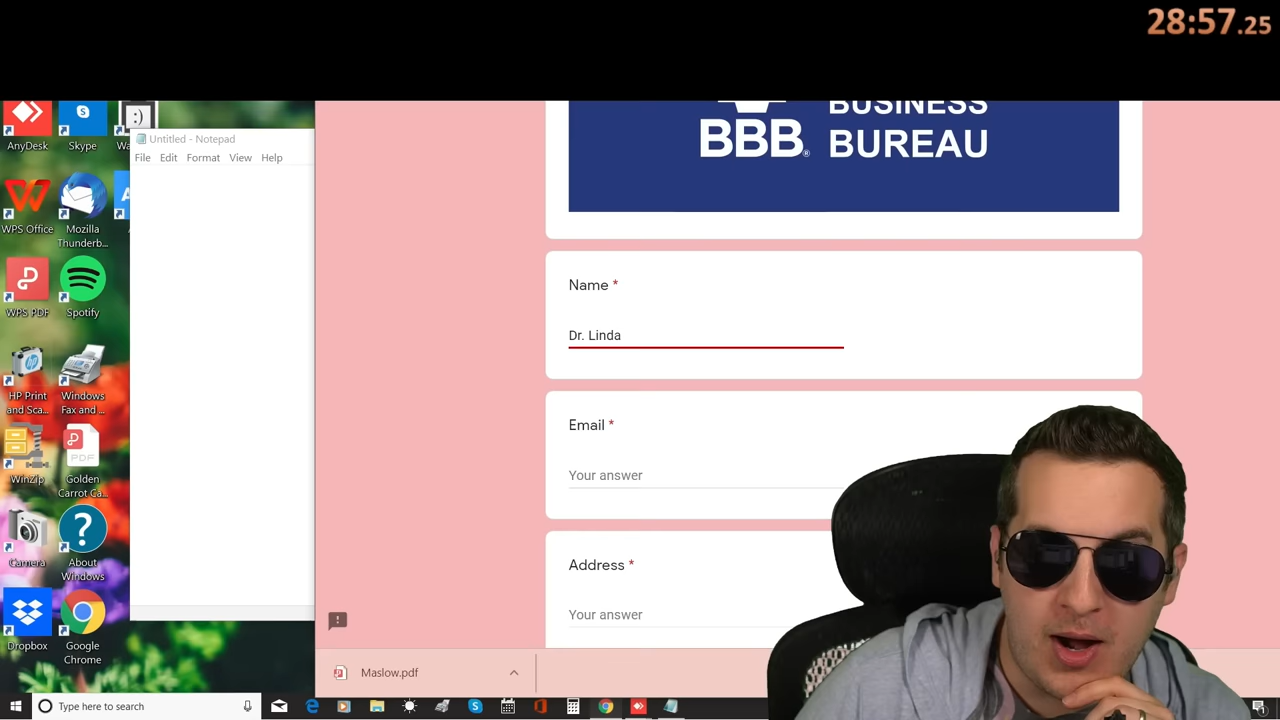 28:57.25
AnyDesk
Skype
Wa
Untitled - Notepad
File Edit Format View Help
WPS Office
Mozilla
Thunderb...
WPS PDF
Spotify
HP Print
and Sca...
Windows
Fax and ...
WinZip
PDF
Golden
Carrot Ca...
Camera
About
Windows
Dropbox
Google
Chrome
BUSINESS
BBB® BUREAU
Name *
Dr. Linda
Email *
Your answer
Address *
Your answer
Maslow.pdf
Type here to search